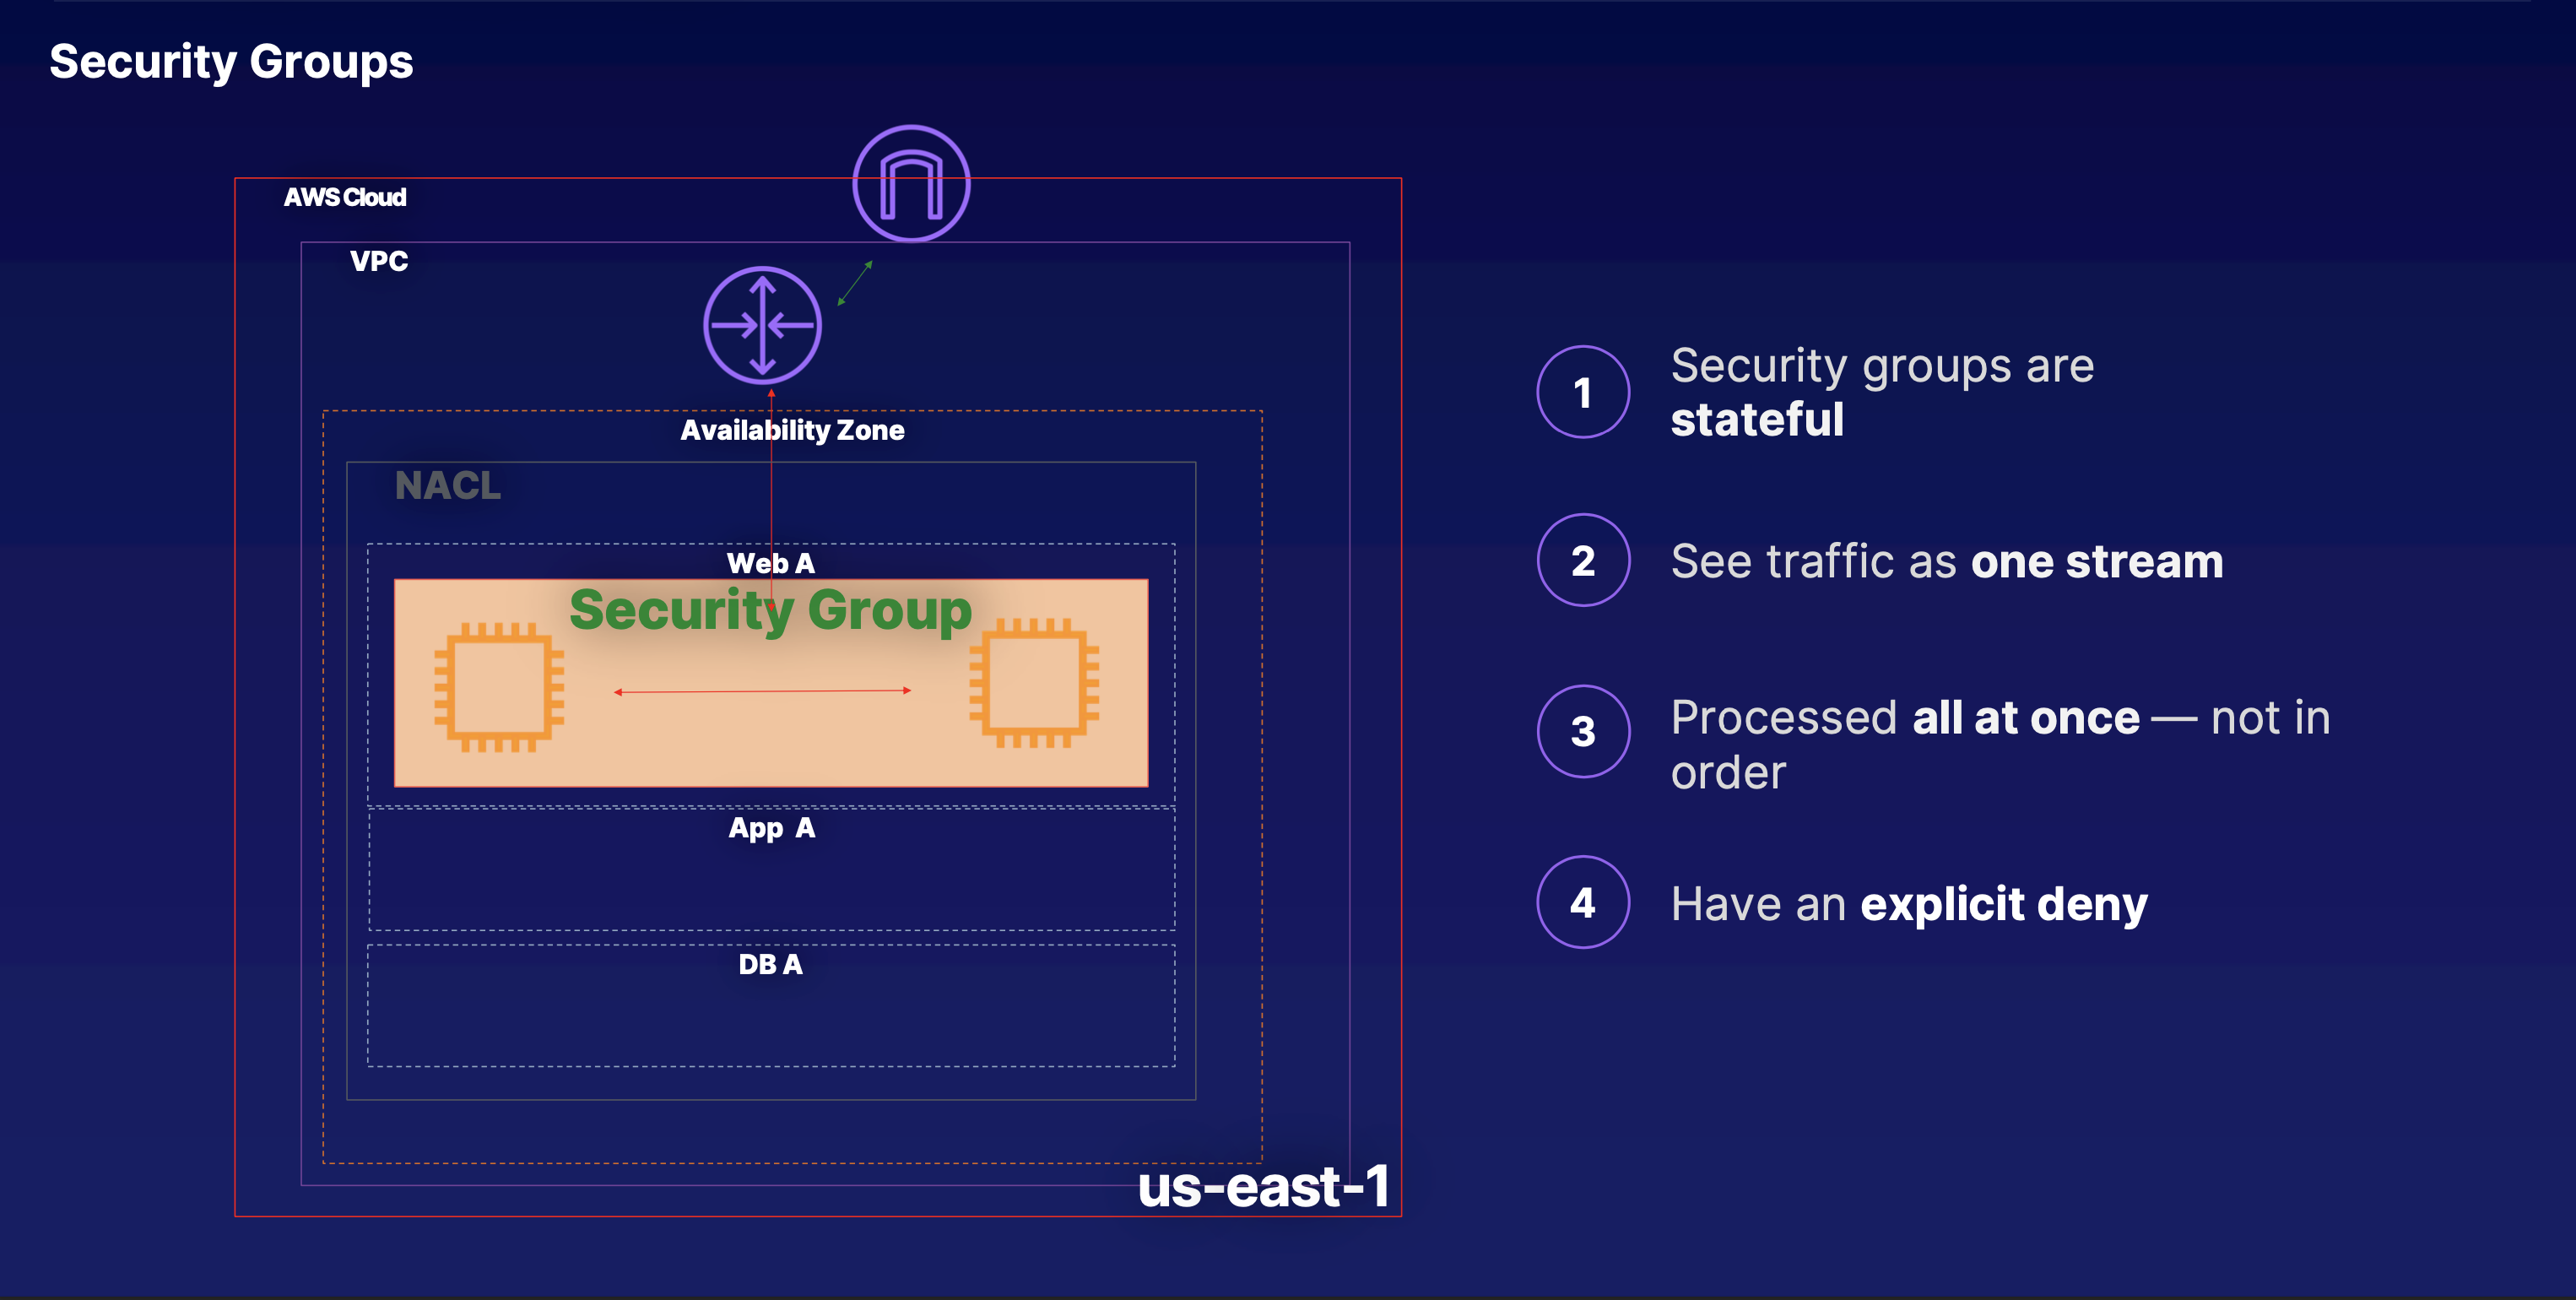 Security Groups
AWS Cloud
VPC
Availability Zone
NACL
Web A
Security Group
App A
DB A
us-east-1
1
Security groups are
stateful
2
See traffic as one stream
3
Processed all at once — not in
order
4
Have an explicit deny